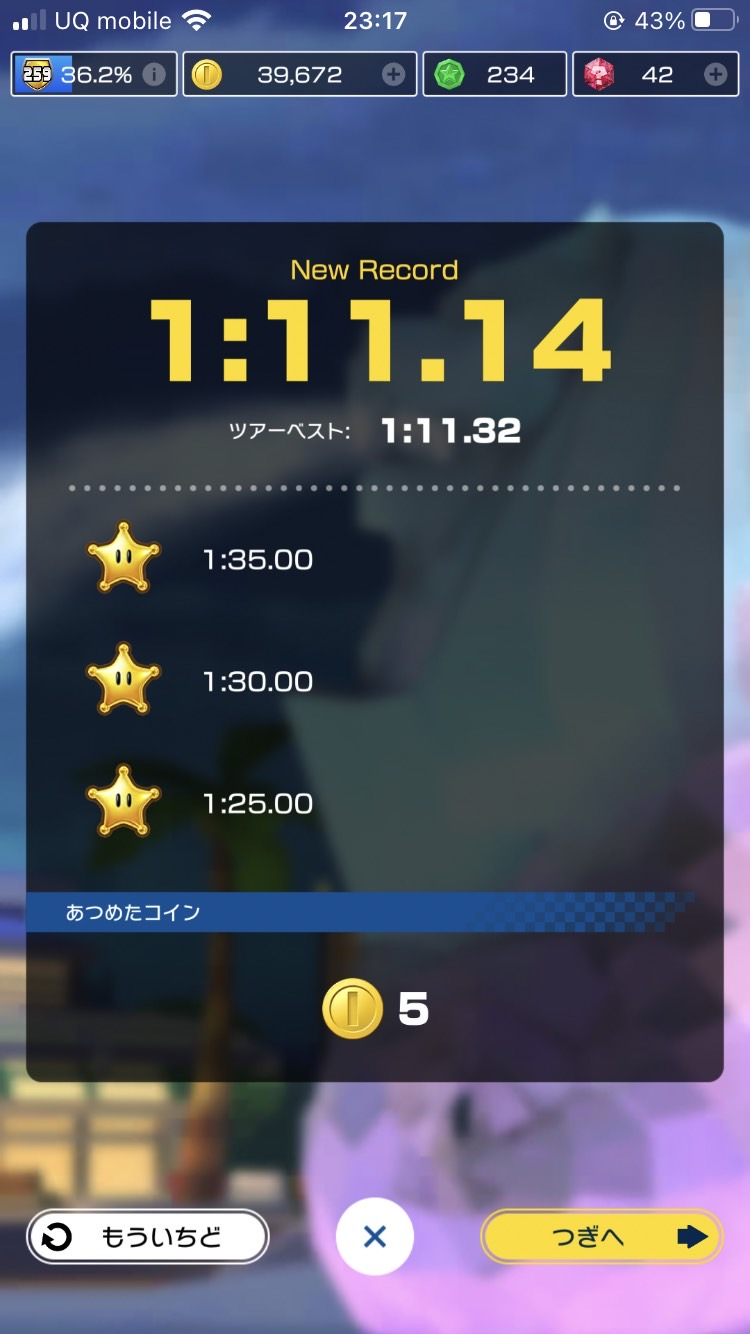 UQ mobile 23:17 43%
259 36.2% i 39,672 + 234 ? 42 +
New Record
1:11.14
ツアーベスト: 1:11.32
1:35.00
1:30.00
1:25.00
あつめたコイン
5
もういちど × つぎへ